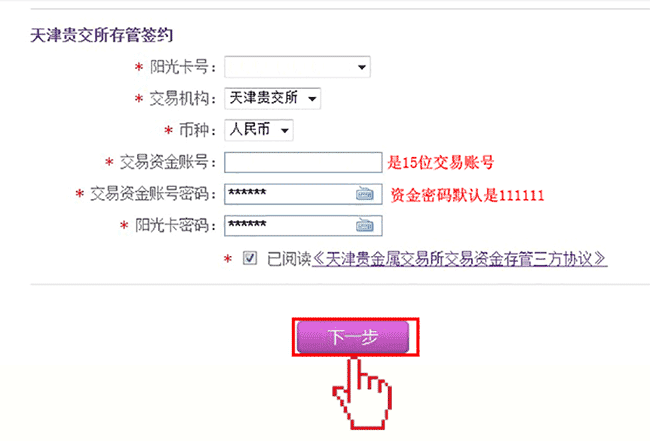 天津贵交所存管签约
* 阳光卡号：
* 交易机构： 天津贵交所
* 币种： 人民币
* 交易资金账号： 是15位交易账号
* 交易资金账号密码： ****** 资金密码默认是111111
* 阳光卡密码： ******
* 已阅读《天津贵金属交易所交易资金存管三方协议》
下一步